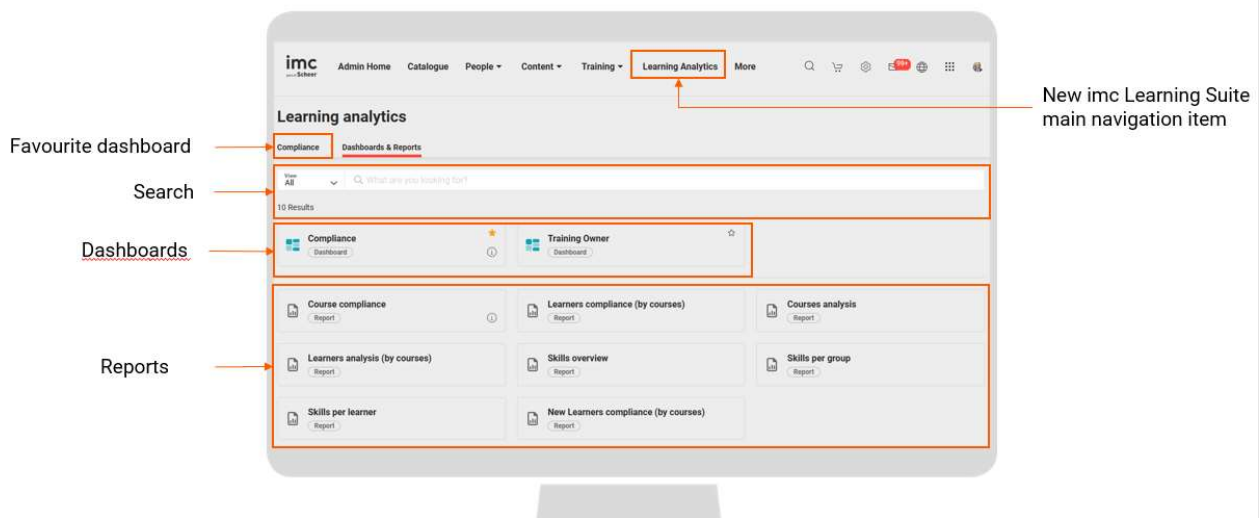 imc
Scheer
Admin Home Catalogue People Content Training Learning Analytics More
99+
New imc Learning Suite
main navigation item
Learning analytics
Favourite dashboard
Compliance Dashboards & Reports
Search
View
All
What are you looking for?
10 Results
Dashboards
Compliance
Dashboard
Training Owner
Dashboard
Reports
Course compliance
Report
Learners compliance (by courses)
Report
Courses analysis
Report
Learners analysis (by courses)
Report
Skills overview
Report
Skills per group
Report
Skills per learner
Report
New Learners compliance (by courses)
Report